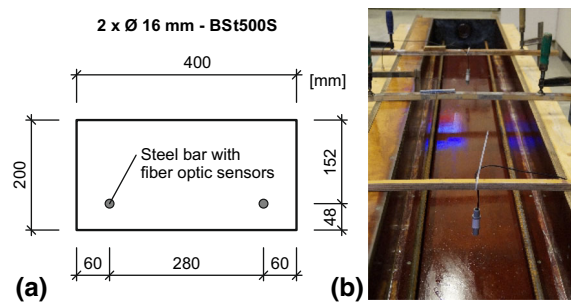 2 x Ø 16 mm - BSt500S
400
[mm]
Steel bar with
fiber optic sensors
200
152
48
60
280
60
(a)
(b)